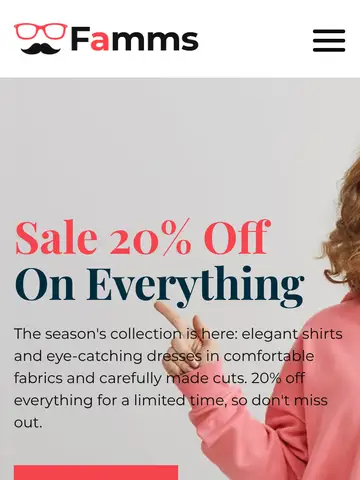 Famms
Sale 20% Off
On Everything
The season's collection is here: elegant shirts
and eye-catching dresses in comfortable
fabrics and carefully made cuts. 20% off
everything for a limited time, so don't miss
out.